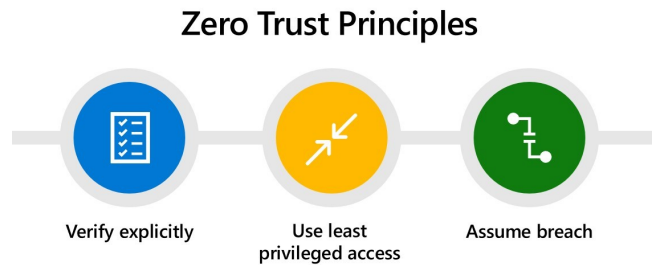 Zero Trust Principles
Verify explicitly
Use least
privileged access
Assume breach